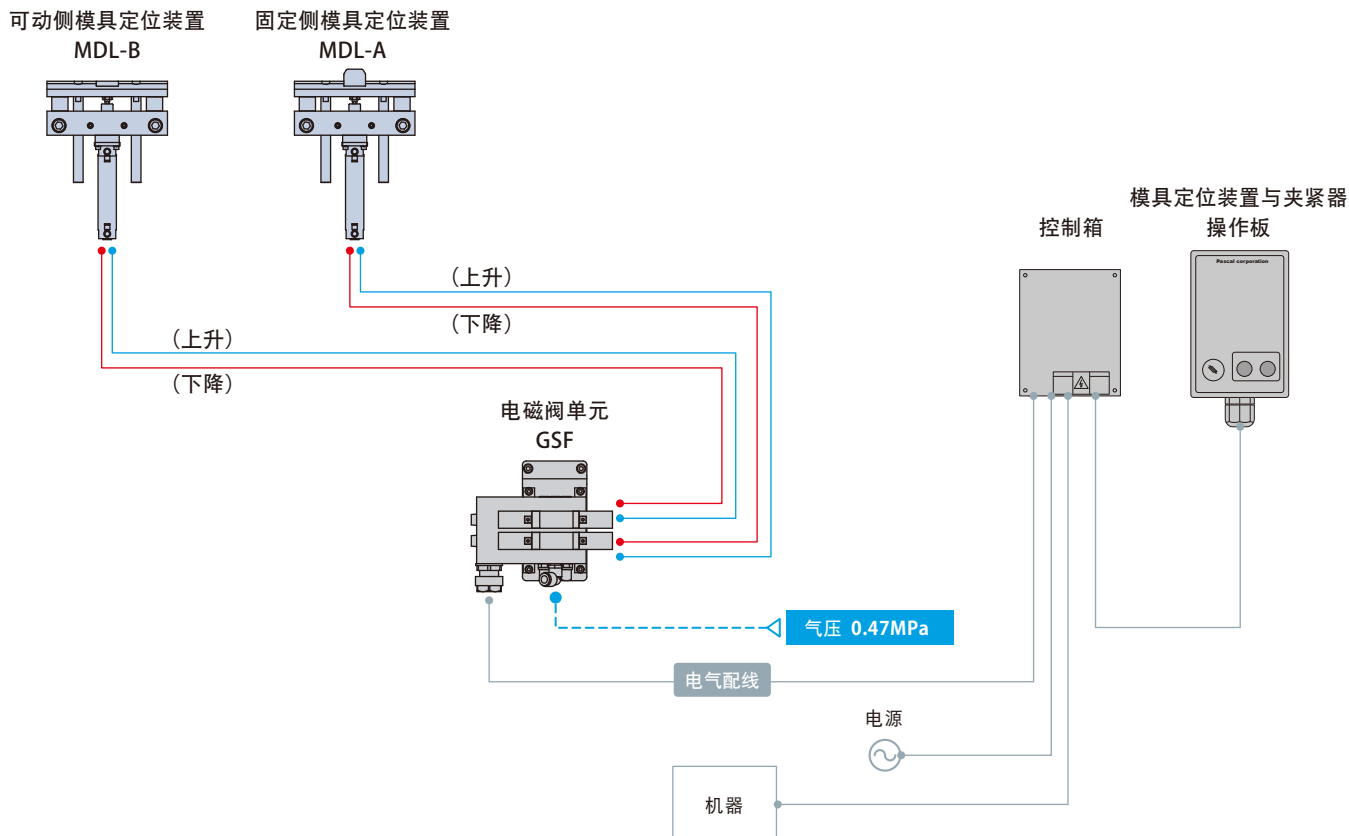 可动侧模具定位装置
MDL-B
固定侧模具定位装置
MDL-A
模具定位装置与夹紧器
操作板
控制箱
Pascal corporation
(上升)
(下降)
(上升)
(下降)
电磁阀单元
GSF
气压 0.47MPa
电气配线
电源
机器